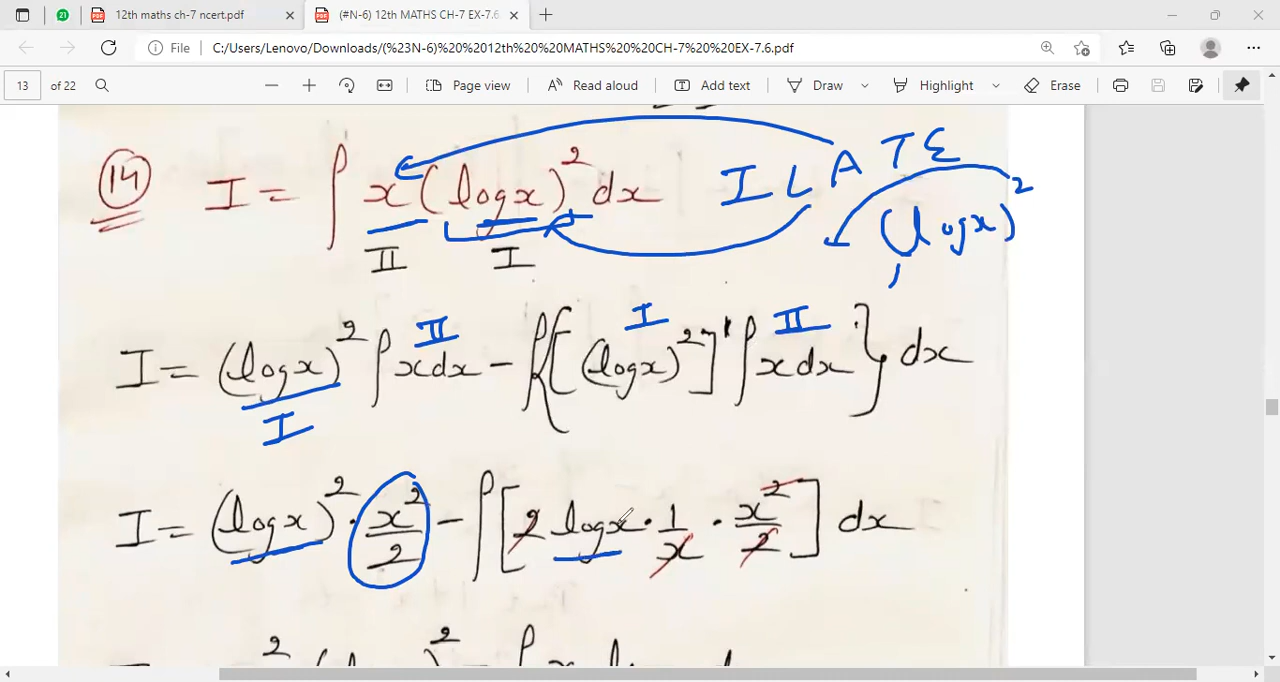 12th maths ch-7 ncert.pdf
(#N-6) 12th MATHS CH-7 EX-7.6
File
C:/Users/Lenovo/Downloads/(%23N-6)%20%2012th%20%20MATHS%20%20CH-7%20%20EX-7.6.pdf
13 of 22
Page view
Read aloud
Add text
Draw
Highlight
Erase
14 I = ∫ x (log x)² dx
II I
I L A T E
(log x)²
II I II
I = (log x)² ∫ x dx − ∫{[(log x)²]' ∫ x dx} dx
I
I = (log x)² · x²/2 − ∫[2 log x · 1/x · x²/2] dx